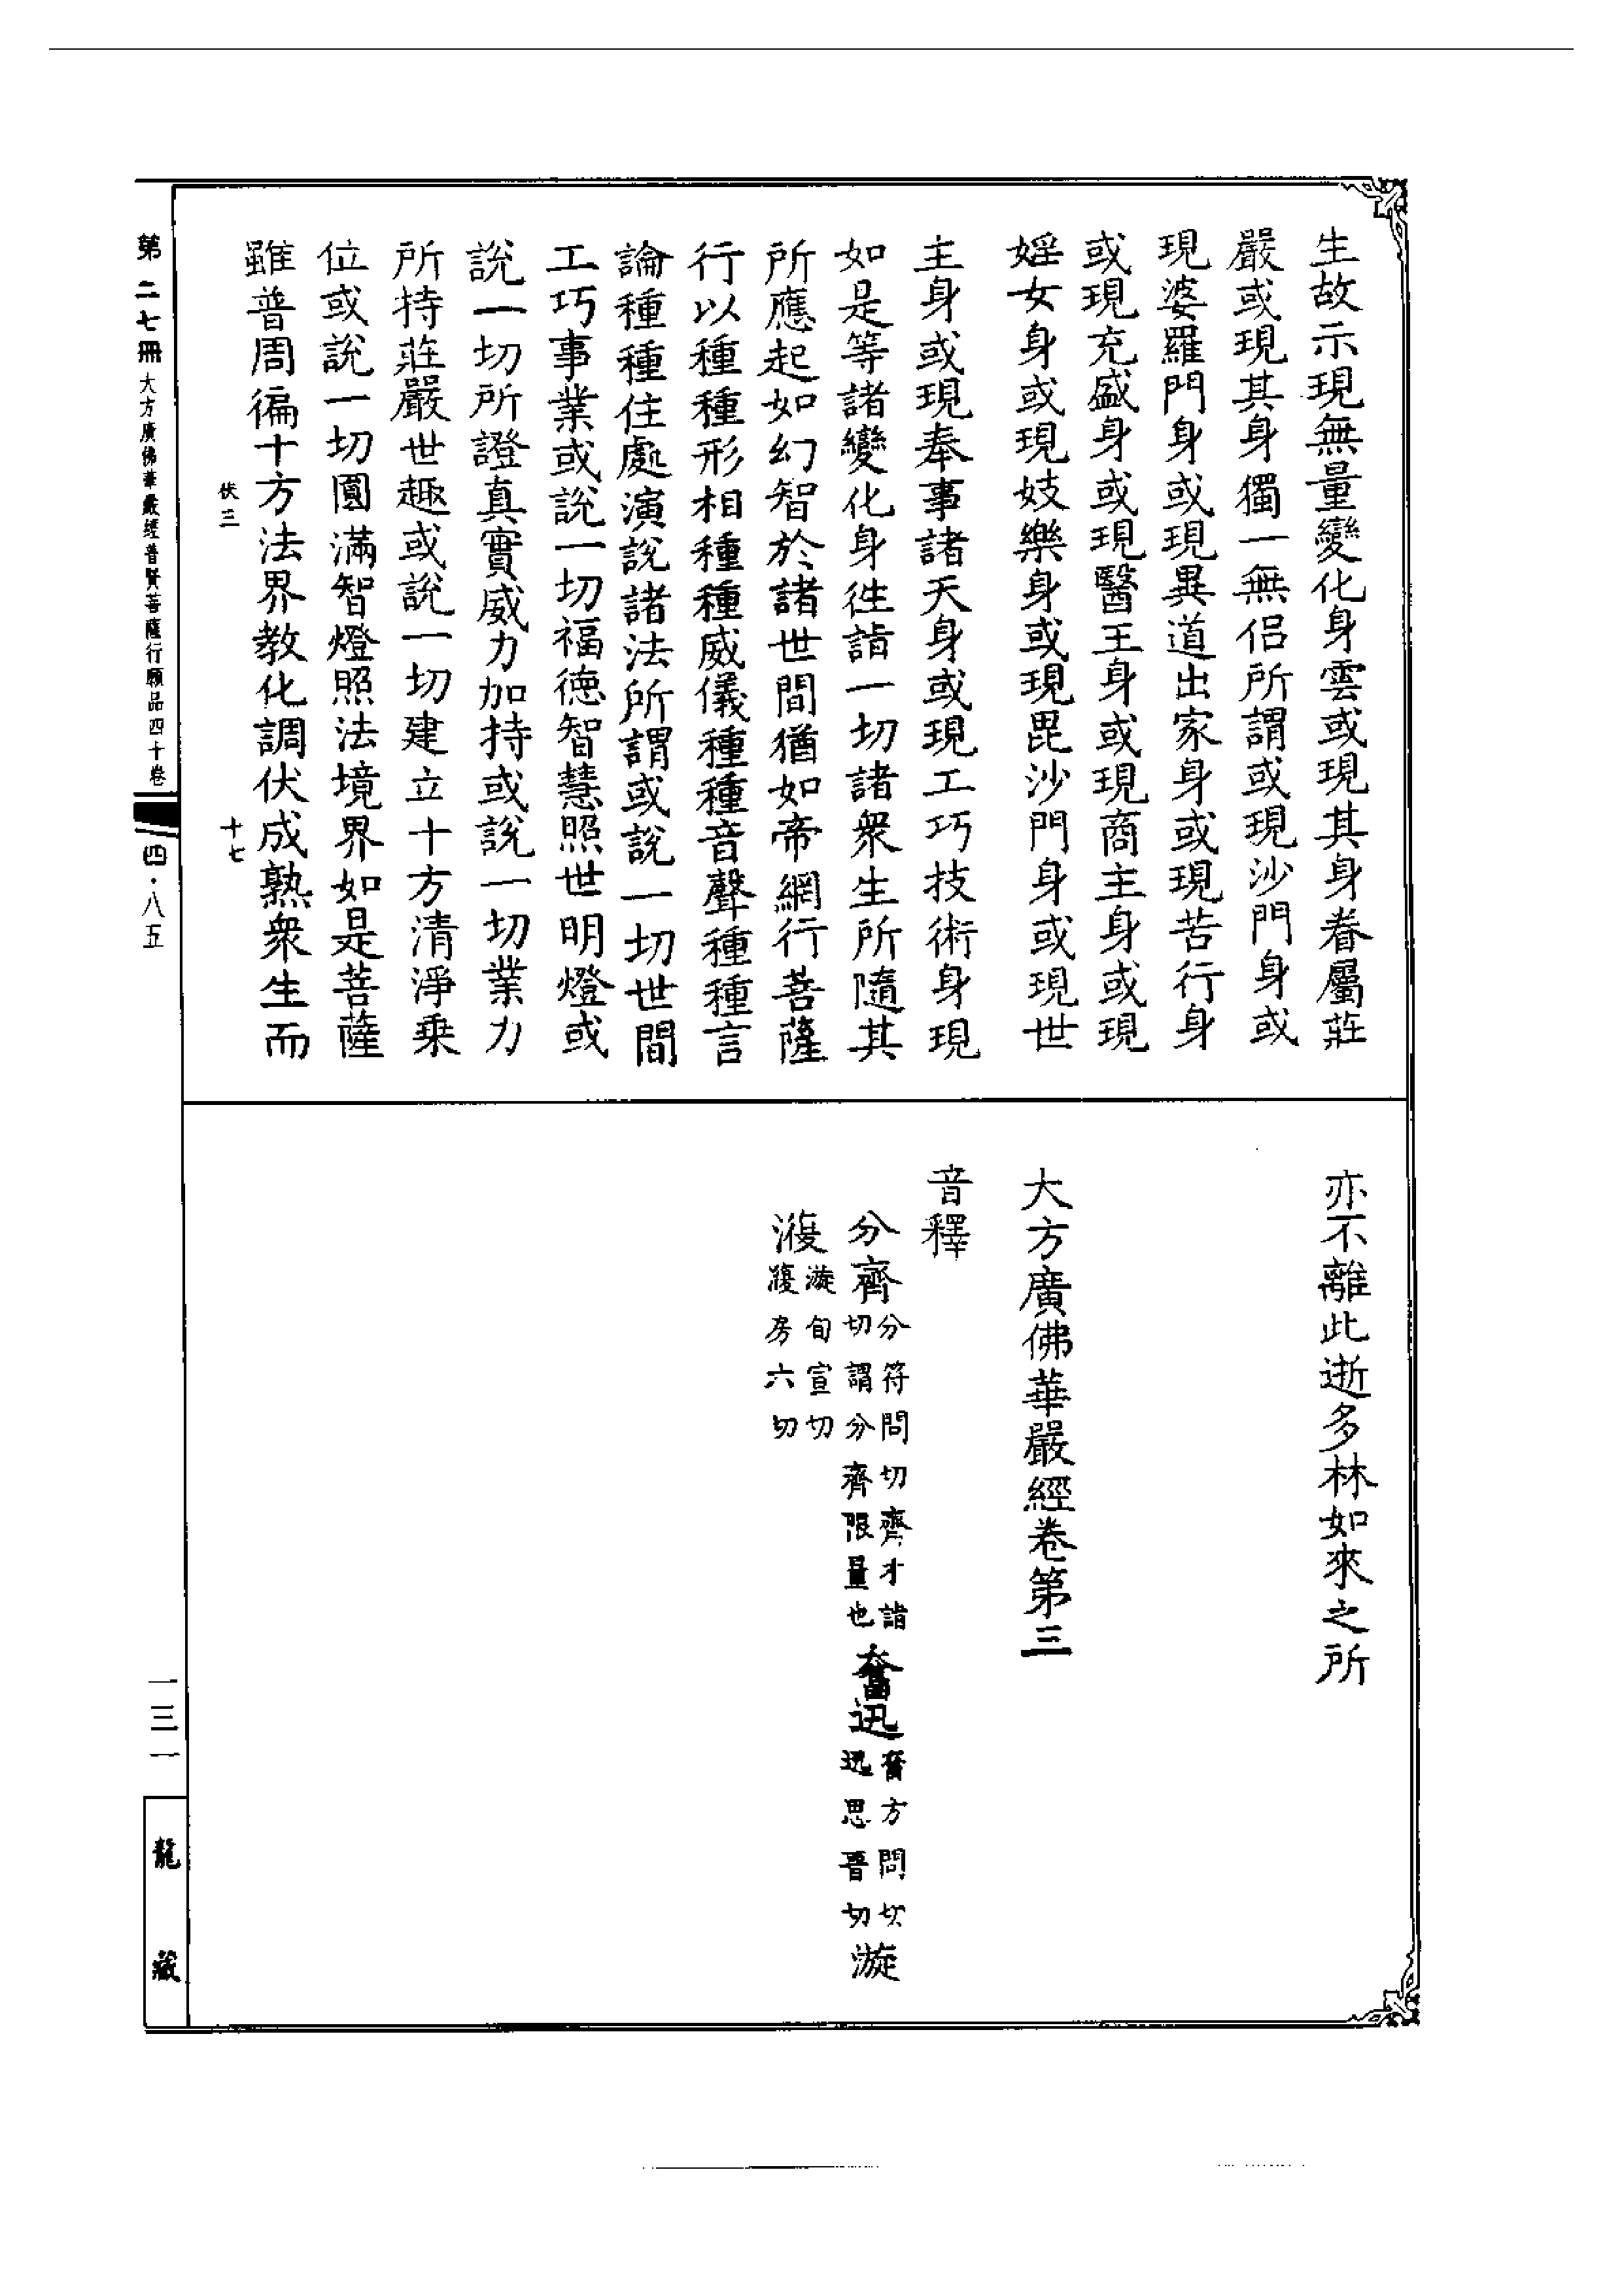 生故示現無量變化身雲或現其身眷屬莊
嚴或現其身獨一無侶所謂或現沙門身或
現婆羅門身或現異道出家身或現苦行身
或現充盛身或現醫王身或現商主身或現
婬女身或現妓樂身或現毘沙門身或現世
主身或現奉事諸天身或現工巧技術身現
如是等諸變化身徃詣一切諸衆生所隨其
所應起如幻智於諸世間猶如帝網行菩薩
行以種種形相種種威儀種種音聲種種言
論種種住處演說諸法所謂或說一切世間
工巧事業或說一切福德智慧照世明燈或
說一切所證真實威力加持或說一切業力
所持莊嚴世趣或說一切建立十方清淨乘
位或說一切圓滿智燈照法境界如是菩薩
雖普周徧十方法界教化調伏成熟衆生而
伏三
十七
亦不離此逝多林如來之所
大方廣佛華嚴經卷第三
音釋
分齊分符問切齊才詣切謂分齊限量也奮迅奮方問切迅思晉切漩
澓漩旬宣切澓房六切
第二七冊 大方廣佛華嚴經普賢菩薩行願品四十卷
四·八五
一三一
龍藏